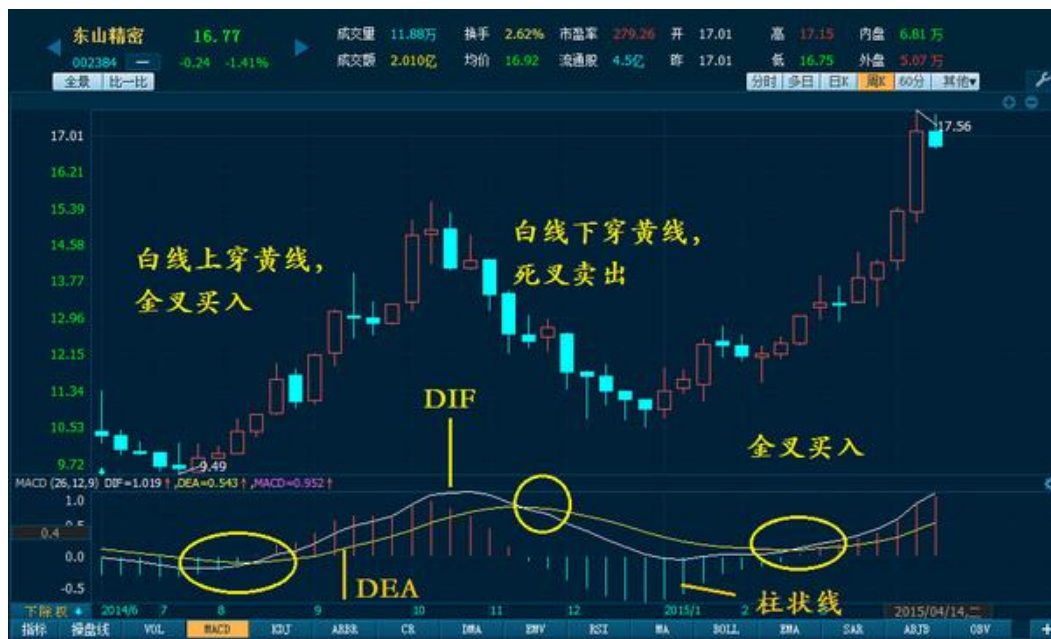 东山精密 16.77 成交量 11.88万 换手 2.62% 市盈率 279.26 开 17.01 高 17.15 内盘 6.81万
002384 -0.24 -1.41% 成交额 2.010亿 均价 16.92 流通股 4.5亿 昨 17.01 低 16.75 外盘 5.07万
全景 比一比 分时 多日 日K 周K 60分 其他
17.56
17.01
16.21
15.39
白线上穿黄线，
金叉买入
白线下穿黄线，
死叉卖出
14.58
13.77
12.96
12.15
11.34
DIF
10.53
金叉买入
9.72
9.49
MACD (26,12,9) DIF=1.019↑,DEA=0.543↑,MACD=0.952↑
1.0
0.5
0.4
0.0
-0.5
DEA
柱状线
下除权 2014/6 7 8 9 10 11 12 2015/1 2 2015/04/14,二
指标 操盘线 VOL MACD KDJ ARBR CR DMA EMV RSI MA BOLL EMA SAR ABJB OBV